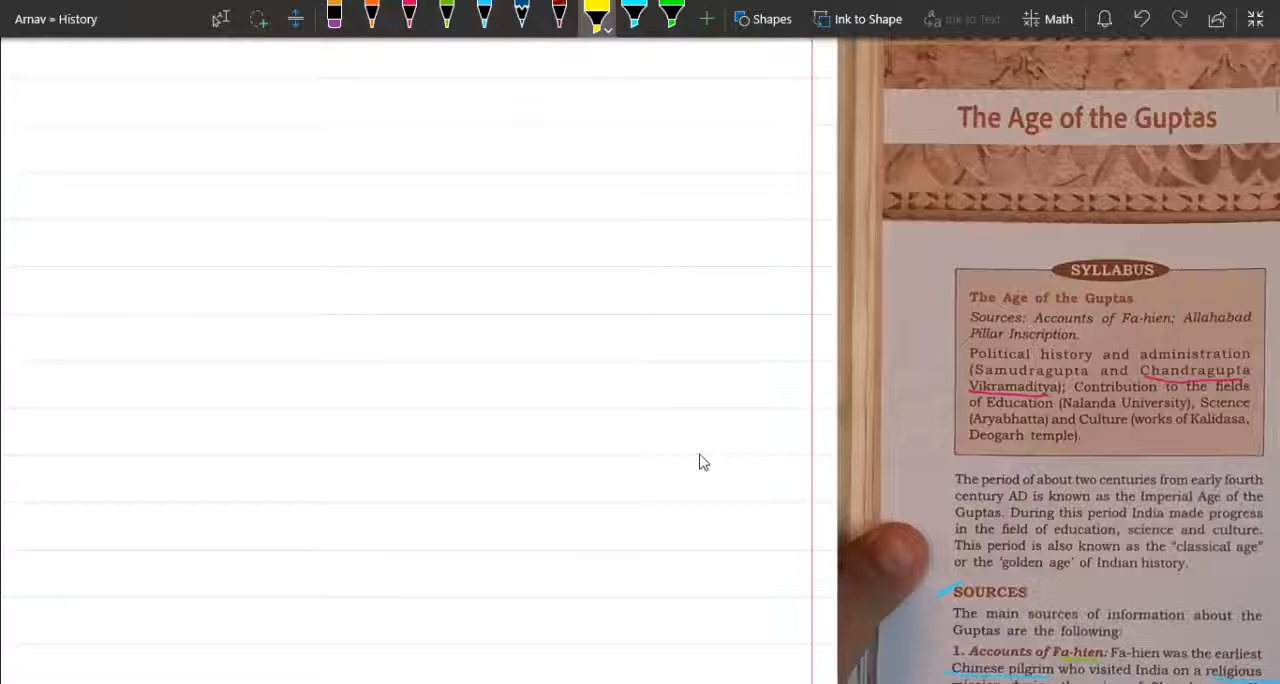 Arnav » History
Shapes
Ink to Shape
Ink to Text
Math
The Age of the Guptas
SYLLABUS
The Age of the Guptas
Sources: Accounts of Fa-hien; Allahabad
Pillar Inscription.
Political history and administration
(Samudragupta and Chandragupta
Vikramaditya); Contribution to the fields
of Education (Nalanda University), Science
(Aryabhatta) and Culture (works of Kalidasa,
Deogarh temple).
The period of about two centuries from early fourth
century AD is known as the Imperial Age of the
Guptas. During this period India made progress
in the field of education, science and culture.
This period is also known as the "classical age"
or the 'golden age' of Indian history.
SOURCES
The main sources of information about the
Guptas are the following:
1. Accounts of Fa-hien: Fa-hien was the earliest
Chinese pilgrim who visited India on a religious